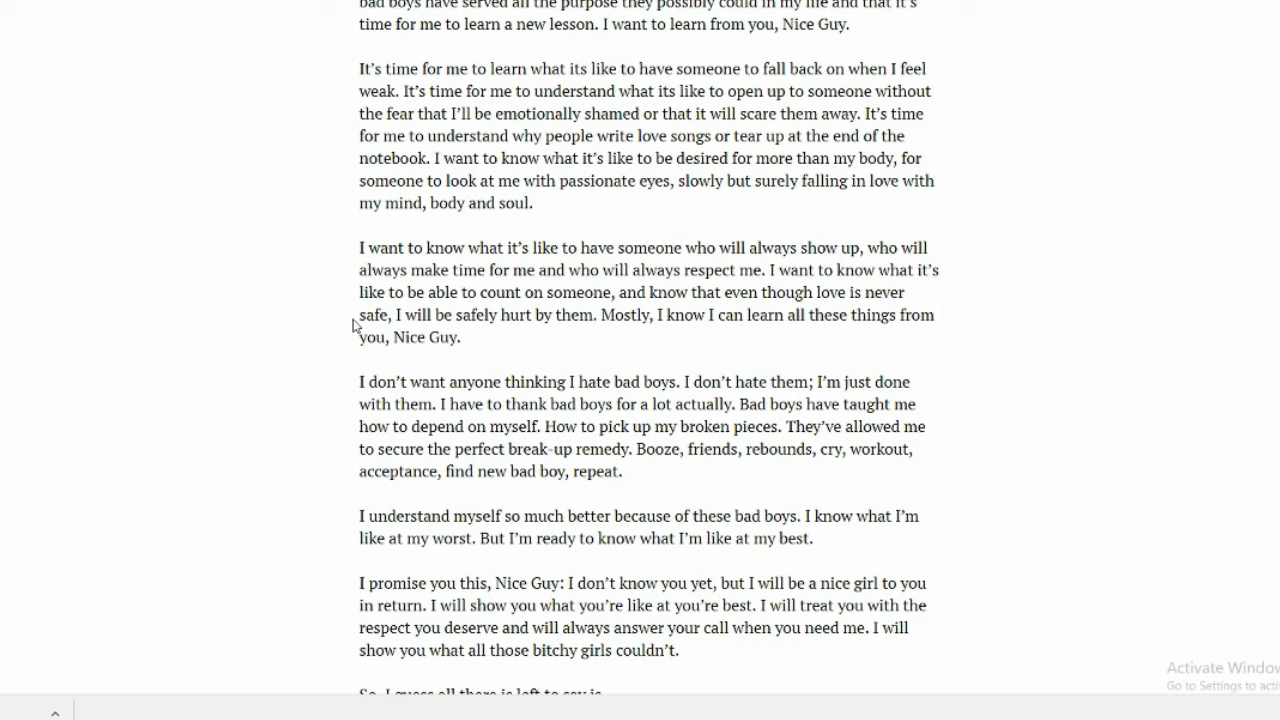 bad boys have served all the purpose they possibly could in my life and that it's
time for me to learn a new lesson. I want to learn from you, Nice Guy.
It's time for me to learn what its like to have someone to fall back on when I feel
weak. It's time for me to understand what its like to open up to someone without
the fear that I'll be emotionally shamed or that it will scare them away. It's time
for me to understand why people write love songs or tear up at the end of the
notebook. I want to know what it's like to be desired for more than my body, for
someone to look at me with passionate eyes, slowly but surely falling in love with
my mind, body and soul.
I want to know what it's like to have someone who will always show up, who will
always make time for me and who will always respect me. I want to know what it's
like to be able to count on someone, and know that even though love is never
safe, I will be safely hurt by them. Mostly, I know I can learn all these things from
you, Nice Guy.
I don't want anyone thinking I hate bad boys. I don't hate them; I'm just done
with them. I have to thank bad boys for a lot actually. Bad boys have taught me
how to depend on myself. How to pick up my broken pieces. They've allowed me
to secure the perfect break-up remedy. Booze, friends, rebounds, cry, workout,
acceptance, find new bad boy, repeat.
I understand myself so much better because of these bad boys. I know what I'm
like at my worst. But I'm ready to know what I'm like at my best.
I promise you this, Nice Guy: I don't know you yet, but I will be a nice girl to you
in return. I will show you what you're like at you're best. I will treat you with the
respect you deserve and will always answer your call when you need me. I will
show you what all those bitchy girls couldn't.
So, I guess all there is left to say is
Activate Window
Go to Settings to acti